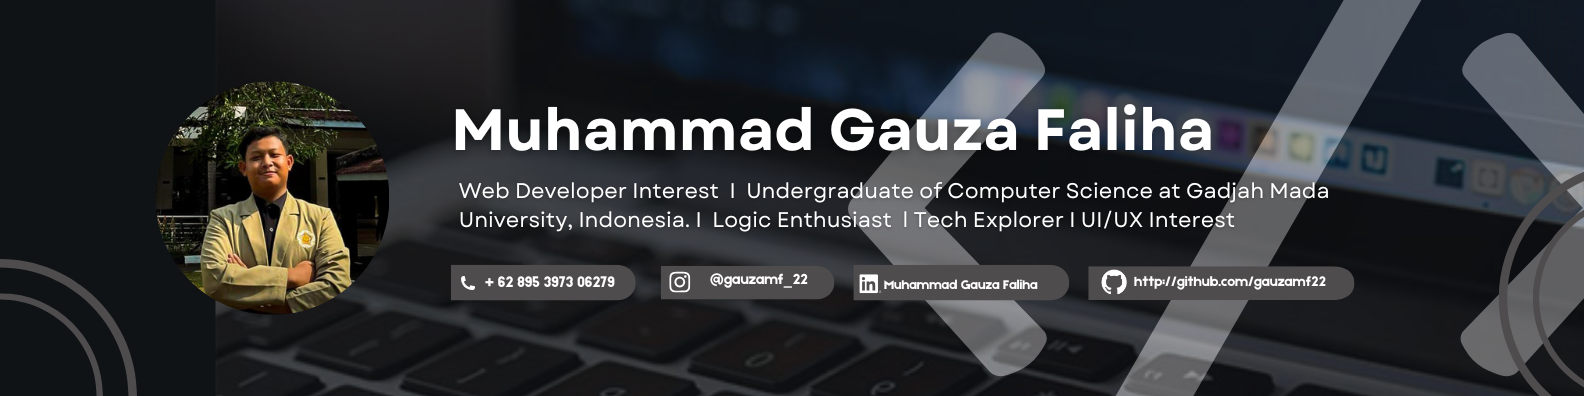 Muhammad Gauza Faliha
Web Developer Interest I Undergraduate of Computer Science at Gadjah Mada
University, Indonesia. I Logic Enthusiast l Tech Explorer I UI/UX Interest
+ 62 895 3973 06279
@gauzamf_22
Muhammad Gauza Faliha
http://github.com/gauzamf22